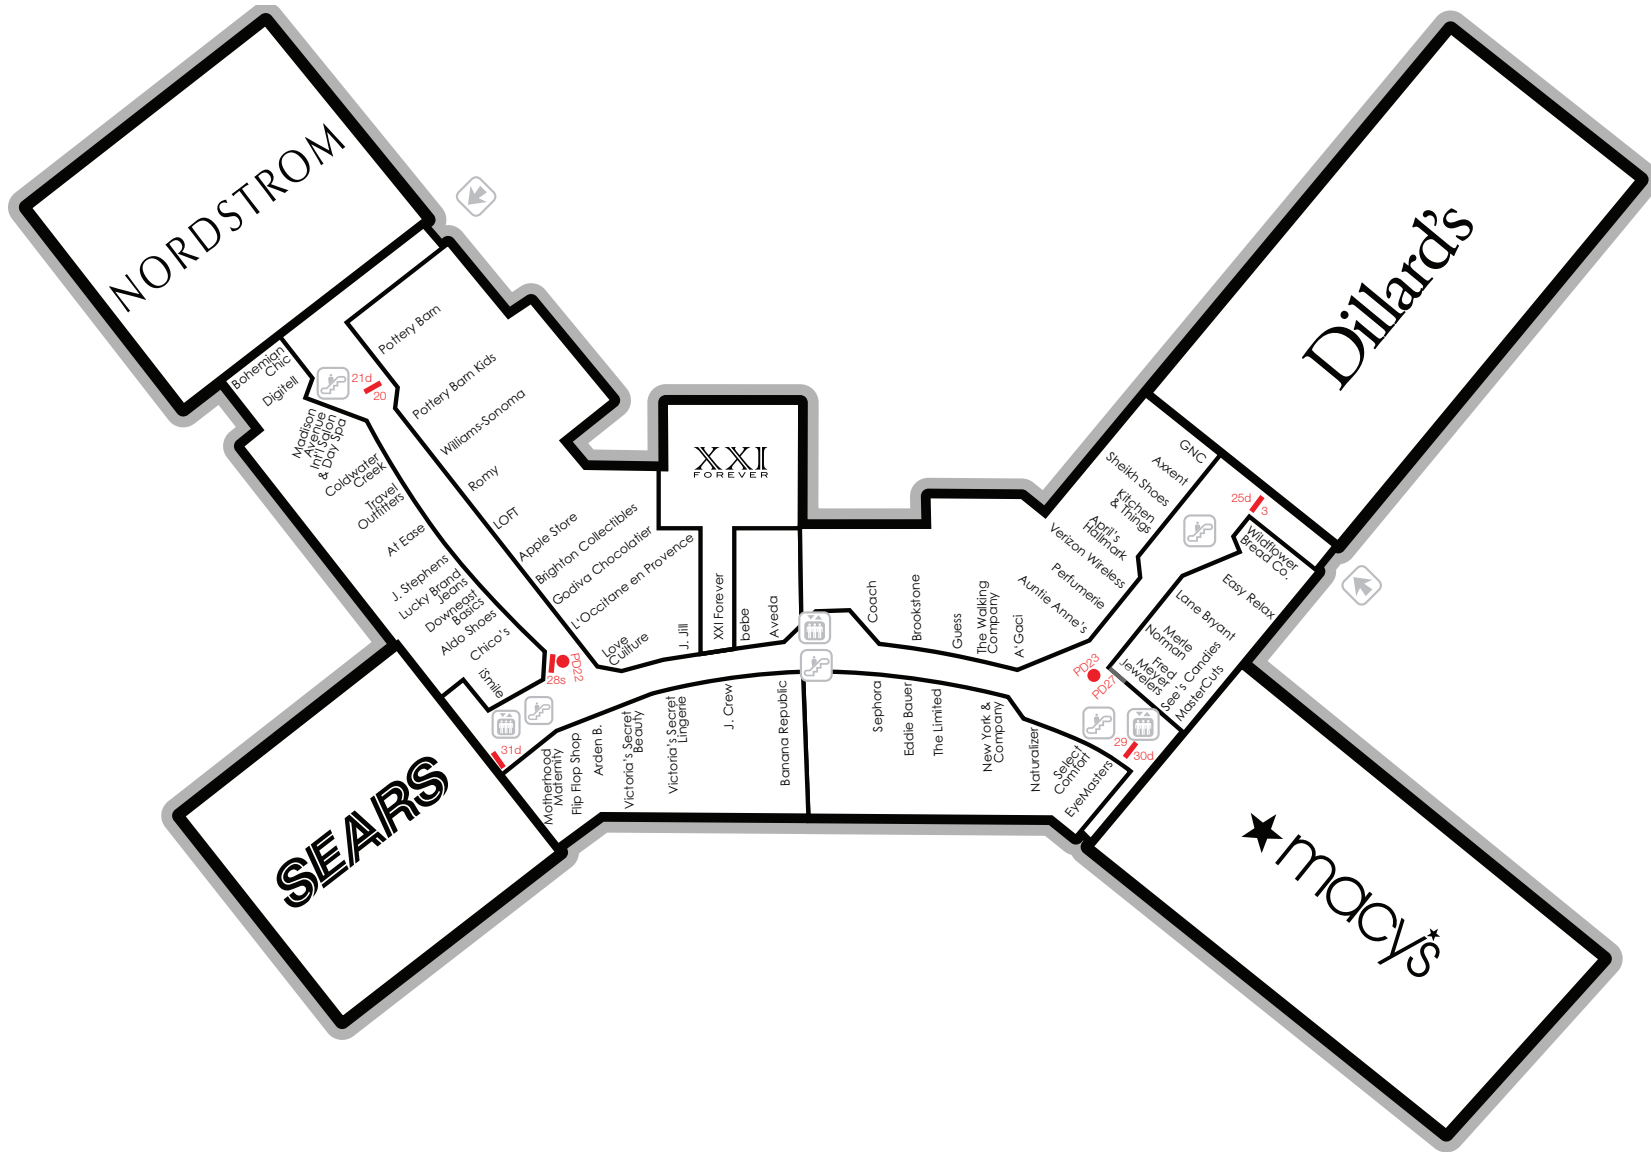 NORDSTROM
Dillard's
Pottery Barn
Pottery Barn Kids
Williams-Sonoma
Romy
LOFT
Apple Store
Brighton Collectibles
Godiva Chocolatier
L'Occitane en Provence
Love
Culture
J. Jill
XXI
FOREVER
XXI Forever
bebe
Aveda
Coach
Brookstone
Guess
The Walking
Company
A'Gaci
Auntie Anne's
Perfumerie
Verizon Wireless
April's
Hallmark
Kitchen
& Things
Sheikh Shoes
Axxent
GNC
25d
3
Wildflower
Bread Co.
Easy Relax
Lane Bryant
Merle
Norman
Fred
Meyer
Jewelers
See's Candies
MasterCuts
PD23
PD27
29
30d
Bohemian
Chic
Digitell
21d
20
Madison
Avenue
Int'l Salon
& Day Spa
Coldwater
Creek
Travel
Outfitters
At Ease
J. Stephens
Lucky Brand
Jeans
Downeast
Basics
Aldo Shoes
Chico's
iSmile
28s
PD22
31d
SEARS
Motherhood
Maternity
Flip Flop Shop
Arden B.
Victoria's Secret
Beauty
Victoria's Secret
Lingerie
J. Crew
Banana Republic
Sephora
Eddie Bauer
The Limited
New York &
Company
Naturalizer
Select
Comfort
EyeMasters
macy's